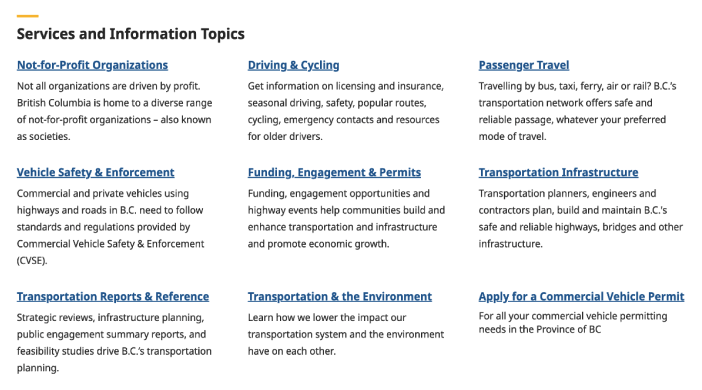 Services and Information Topics
Not-for-Profit Organizations
Not all organizations are driven by profit.
British Columbia is home to a diverse range
of not-for-profit organizations – also known
as societies.
Driving & Cycling
Get information on licensing and insurance,
seasonal driving, safety, popular routes,
cycling, emergency contacts and resources
for older drivers.
Passenger Travel
Travelling by bus, taxi, ferry, air or rail? B.C.'s
transportation network offers safe and
reliable passage, whatever your preferred
mode of travel.
Vehicle Safety & Enforcement
Commercial and private vehicles using
highways and roads in B.C. need to follow
standards and regulations provided by
Commercial Vehicle Safety & Enforcement
(CVSE).
Funding, Engagement & Permits
Funding, engagement opportunities and
highway events help communities build and
enhance transportation and infrastructure
and promote economic growth.
Transportation Infrastructure
Transportation planners, engineers and
contractors plan, build and maintain B.C.'s
safe and reliable highways, bridges and other
infrastructure.
Transportation Reports & Reference
Strategic reviews, infrastructure planning,
public engagement summary reports, and
feasibility studies drive B.C.'s transportation
planning.
Transportation & the Environment
Learn how we lower the impact our
transportation system and the environment
have on each other.
Apply for a Commercial Vehicle Permit
For all your commercial vehicle permitting
needs in the Province of BC